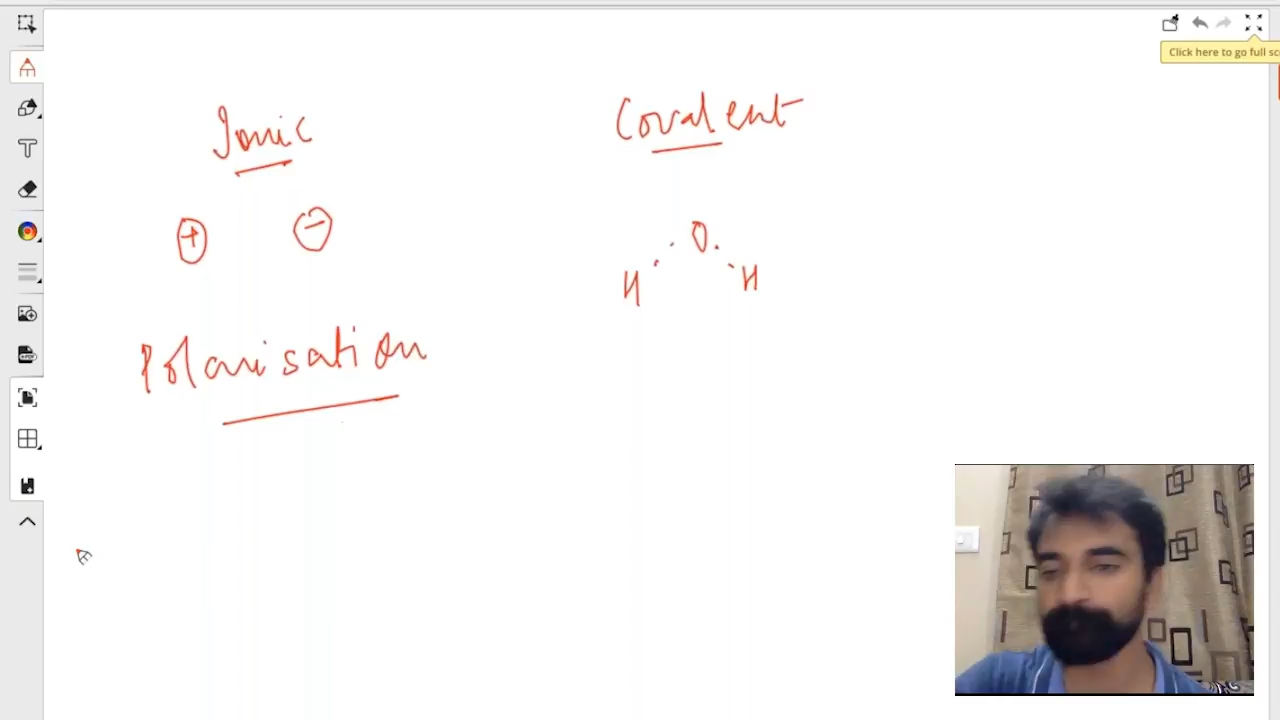 Click here to go full sc
Ionic
Covalent
+ -
O
H H
Polarisation